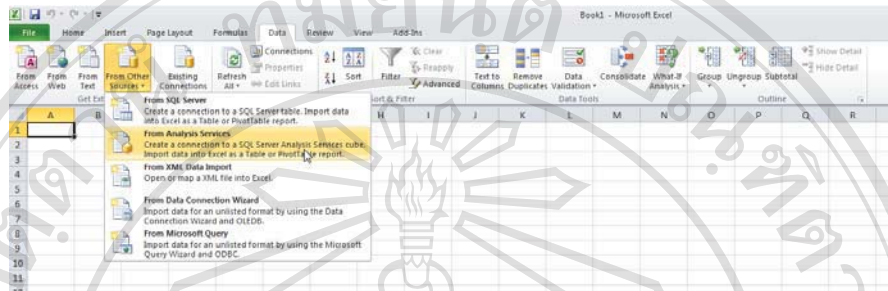 Book1 - Microsoft Excel
File Home Insert Page Layout Formulas Data Review View Add-Ins
From Access From Web From Text From Other Sources Existing Connections Refresh All Connections Properties Edit Links Sort Filter Clear Reapply Advanced Text to Columns Remove Duplicates Data Validation Consolidate What-If Analysis Group Ungroup Subtotal Show Detail Hide Detail
Get Ext Sort & Filter Data Tools Outline
A B H I J K L M N O P Q R
From SQL Server
Create a connection to a SQL Server table. Import data
into Excel as a Table or PivotTable report.
From Analysis Services
Create a connection to a SQL Server Analysis Services cube.
Import data into Excel as a Table or PivotTable report.
From XML Data Import
Open or map a XML file into Excel.
From Data Connection Wizard
Import data for an unlisted format by using the Data
Connection Wizard and OLEDB.
From Microsoft Query
Import data for an unlisted format by using the Microsoft
Query Wizard and ODBC.
1
2
3
4
5
6
7
8
9
10
11